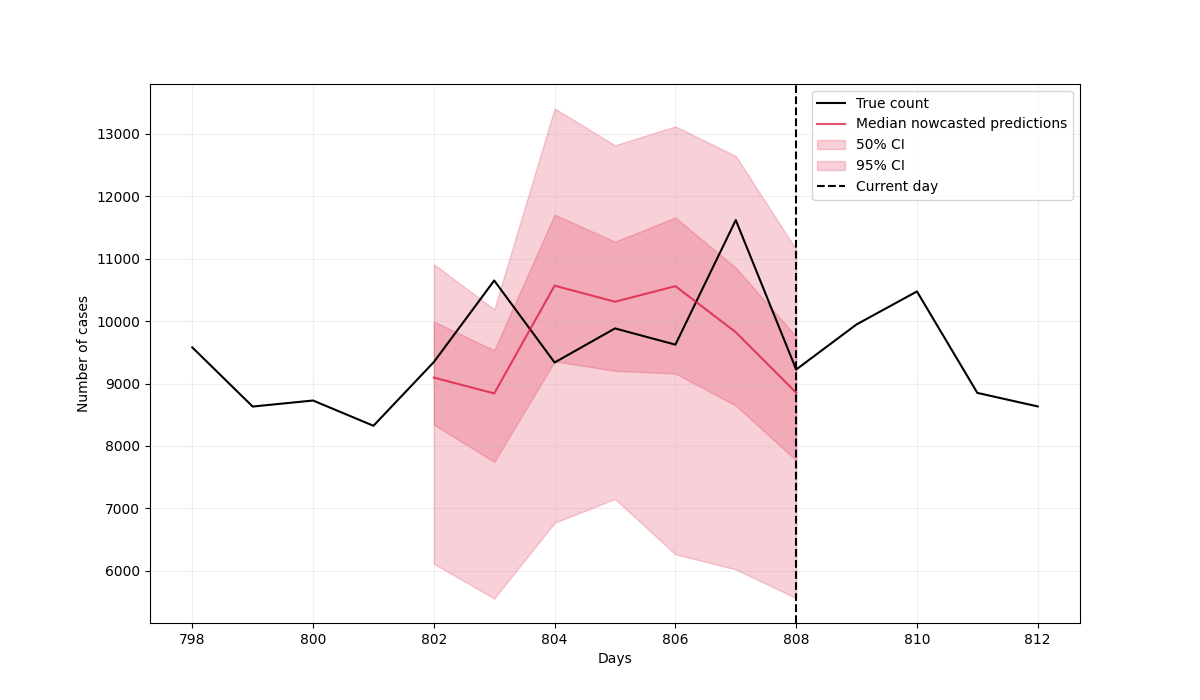 True count
Median nowcasted predictions
50% CI
95% CI
Current day
Number of cases
13000
12000
11000
10000
9000
8000
7000
6000
798 800 802 804 806 808 810 812
Days